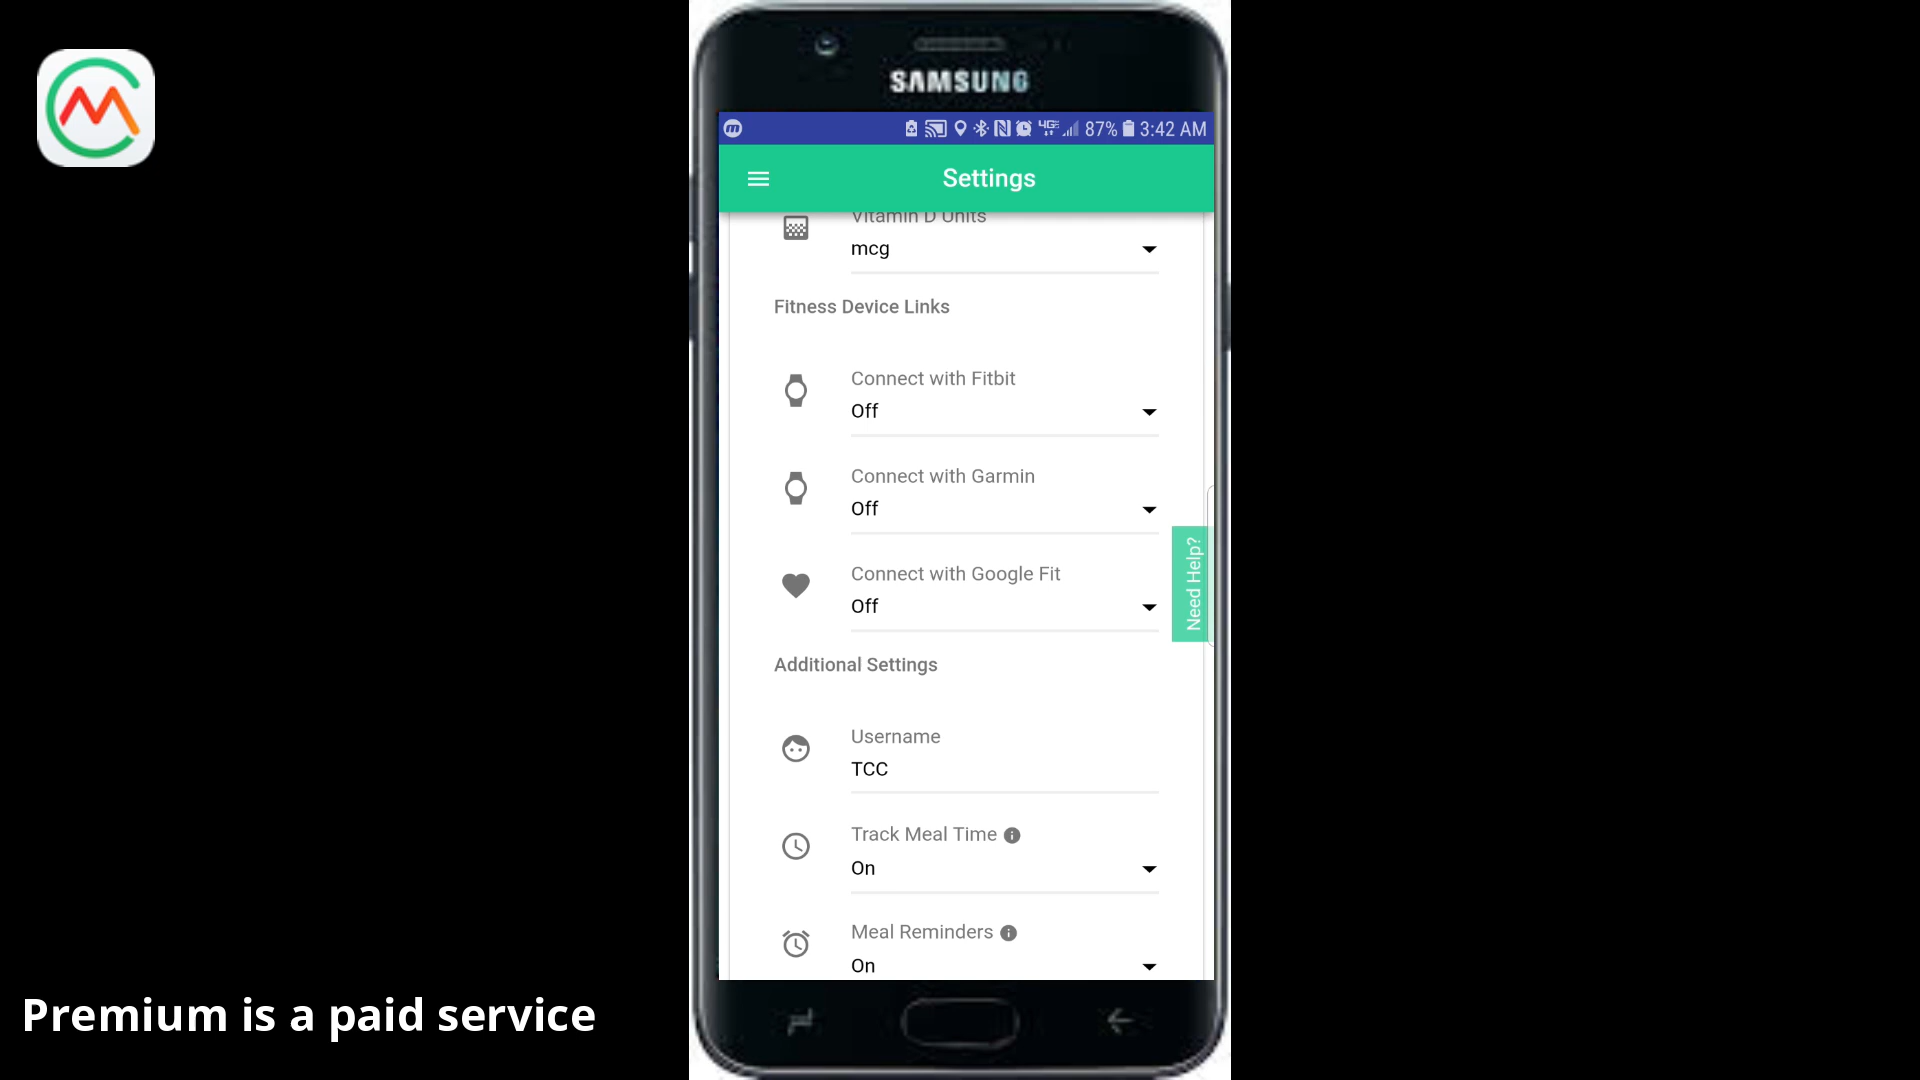 SAMSUNG
4G 87% 3:42 AM
Settings
Vitamin D Units
mcg
Fitness Device Links
Connect with Fitbit
Off
Connect with Garmin
Off
Connect with Google Fit
Off
Need Help?
Additional Settings
Username
TCC
Track Meal Time
On
Meal Reminders
On
Premium is a paid service